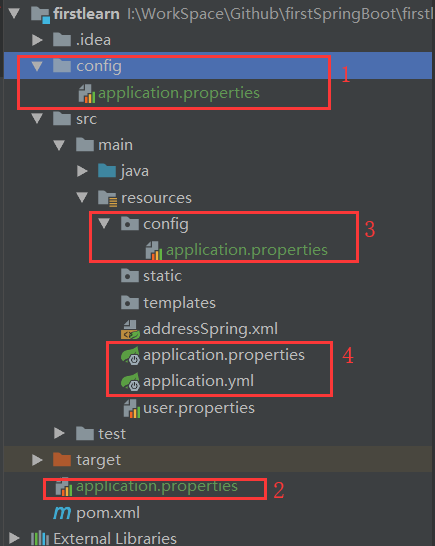 firstlearn I:\WorkSpace\Github\firstSpringBoot\firstl
.idea
config
1
application.properties
src
main
java
resources
config
3
application.properties
static
templates
addressSpring.xml
application.properties
4
application.yml
user.properties
test
target
application.properties
2
m pom.xml
External Libraries